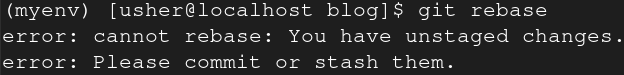 (myenv) [usher@localhost blog]$ git rebase
error: cannot rebase: You have unstaged changes.
error: Please commit or stash them.